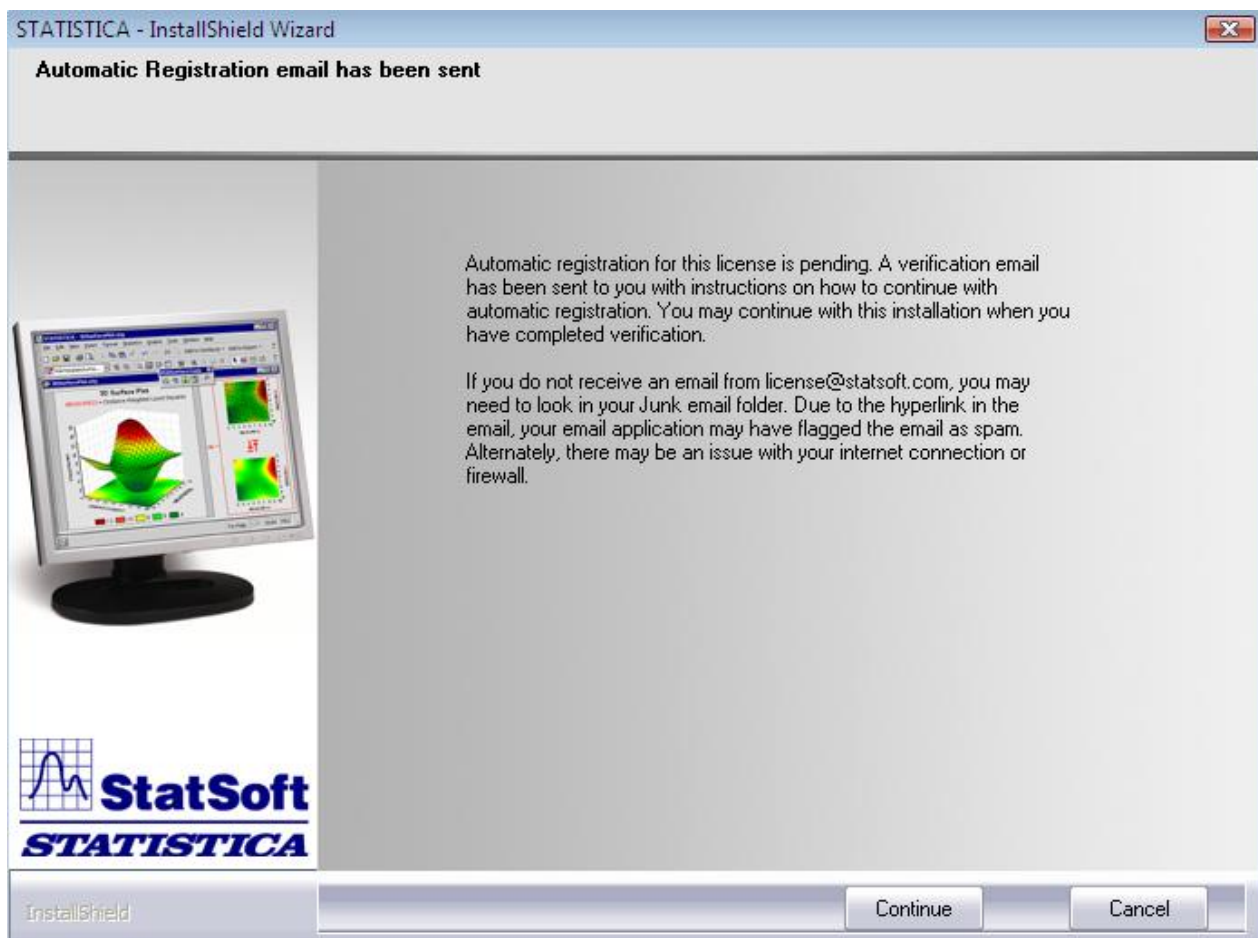 STATISTICA - InstallShield Wizard
Automatic Registration email has been sent
Automatic registration for this license is pending. A verification email
has been sent to you with instructions on how to continue with
automatic registration. You may continue with this installation when you
have completed verification.
If you do not receive an email from license@statsoft.com, you may
need to look in your Junk email folder. Due to the hyperlink in the
email, your email application may have flagged the email as spam.
Alternately, there may be an issue with your internet connection or
firewall.
3D Surface Plot
StatSoft
STATISTICA
InstallShield
Continue
Cancel